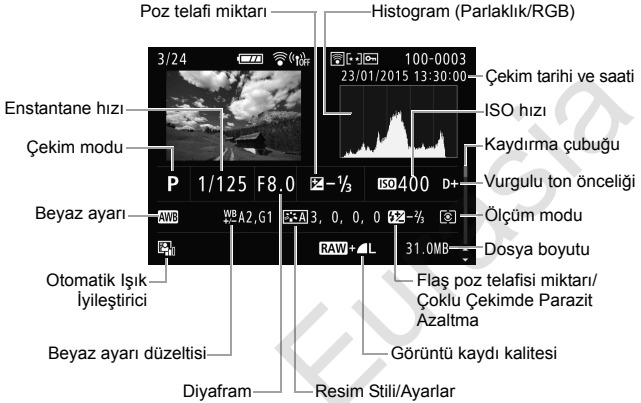 Poz telafi miktarı
Histogram (Parlaklık/RGB)
3/24
OFF
100-0003
23/01/2015 13:30:00
Çekim tarihi ve saati
Enstantane hızı
ISO hızı
Çekim modu
Kaydırma çubuğu
P 1/125 F8.0 -1/3 ISO 400 D+
Vurgulu ton önceliği
Beyaz ayarı
AWB WB +/- A2,G1 A 3, 0, 0, 0 -2/3
Ölçüm modu
RAW+L 31.0MB
Dosya boyutu
Otomatik Işık
İyileştirici
Flaş poz telafisi miktarı/
Çoklu Çekimde Parazit
Azaltma
Beyaz ayarı düzeltisi
Görüntü kaydı kalitesi
Diyafram
Resim Stili/Ayarlar
Eurasia